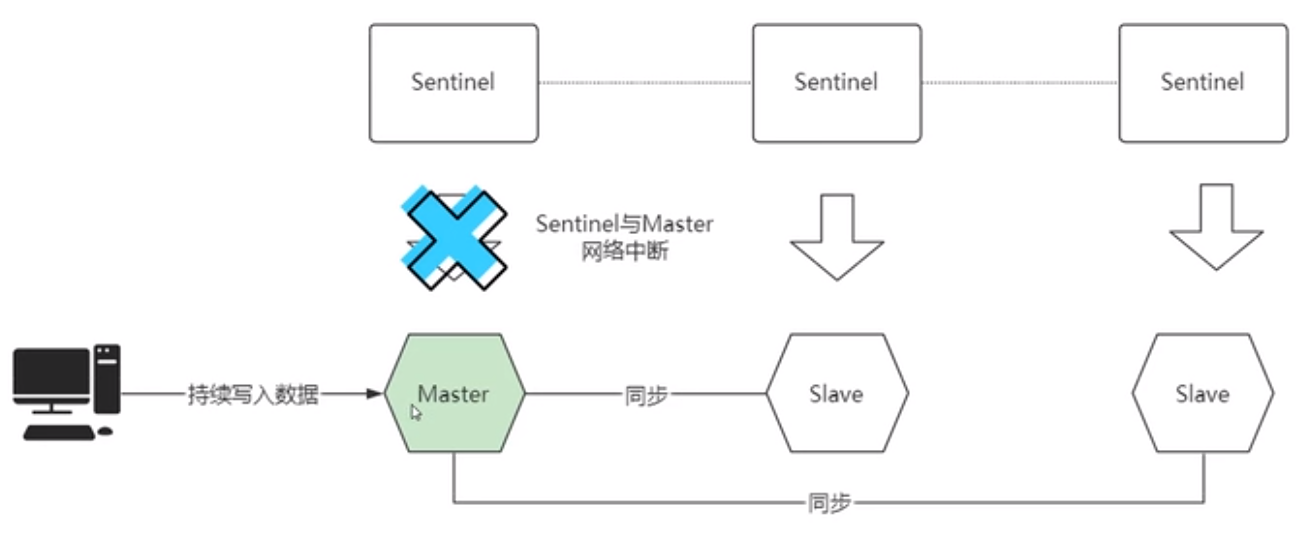 Sentinel
Sentinel
Sentinel
Sentinel与Master
网络中断
持续写入数据
Master
同步
Slave
Slave
同步